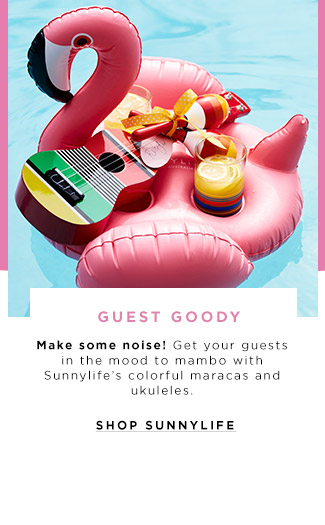 GUEST GOODY
Make some noise! Get your guests
in the mood to mambo with
Sunnylife's colorful maracas and
ukuleles.
SHOP SUNNYLIFE